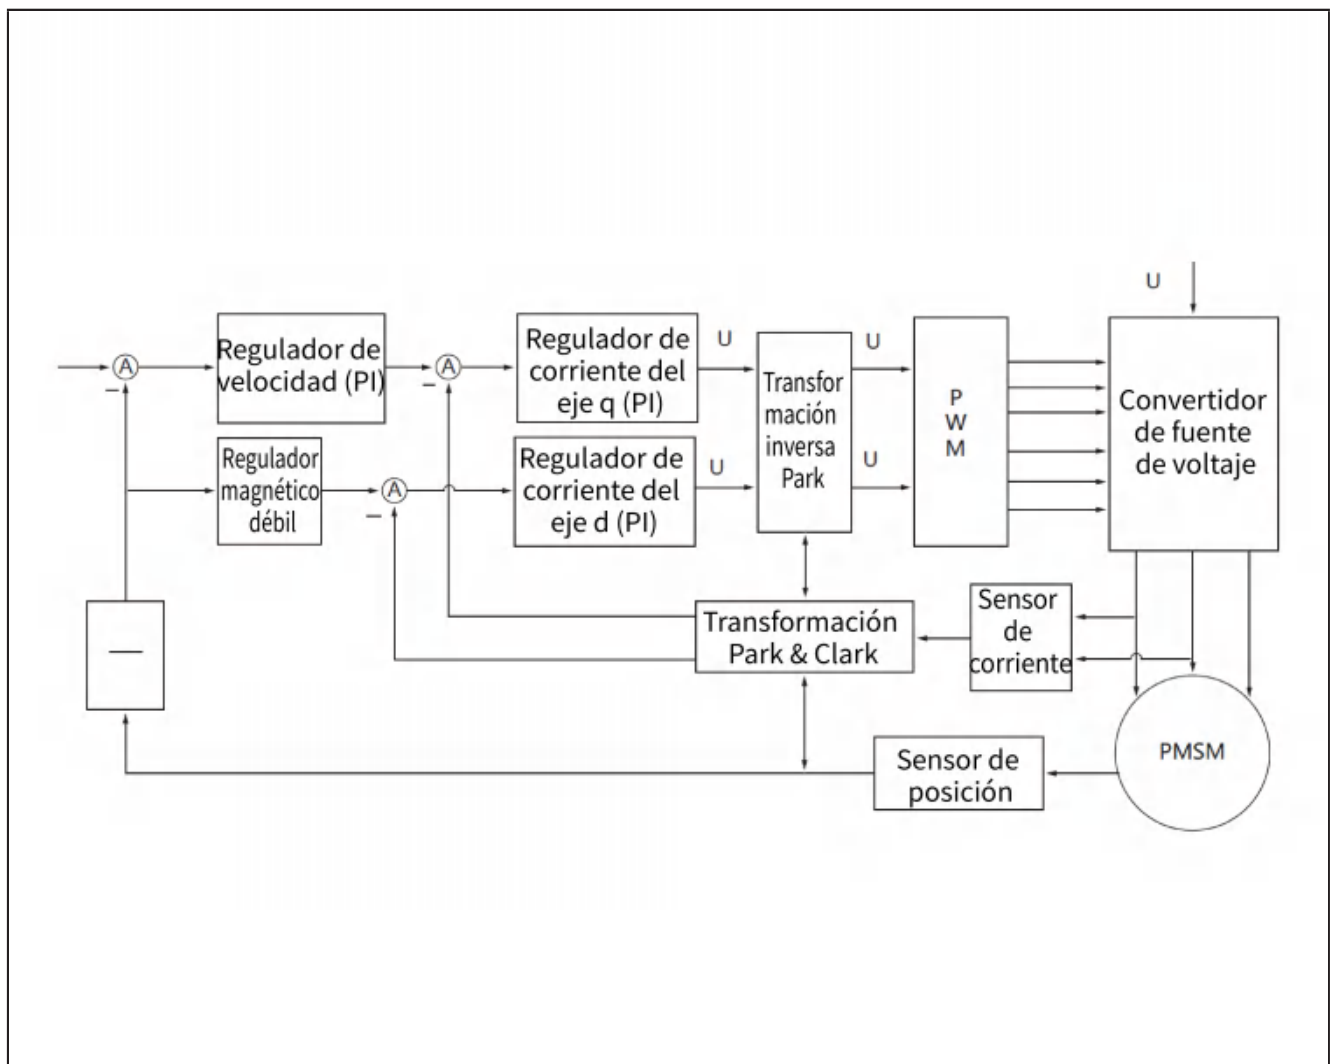 U
A
Regulador de
velocidad (PI)
A
Regulador de
corriente del
eje q (PI)
U
Transfor
mación
inversa
Park
U
P
W
M
Convertidor
de fuente
de voltaje
Regulador
magnético
débil
A
Regulador de
corriente del
eje d (PI)
U
U
Transformación
Park & Clark
Sensor
de
corriente
Sensor de
posición
PMSM